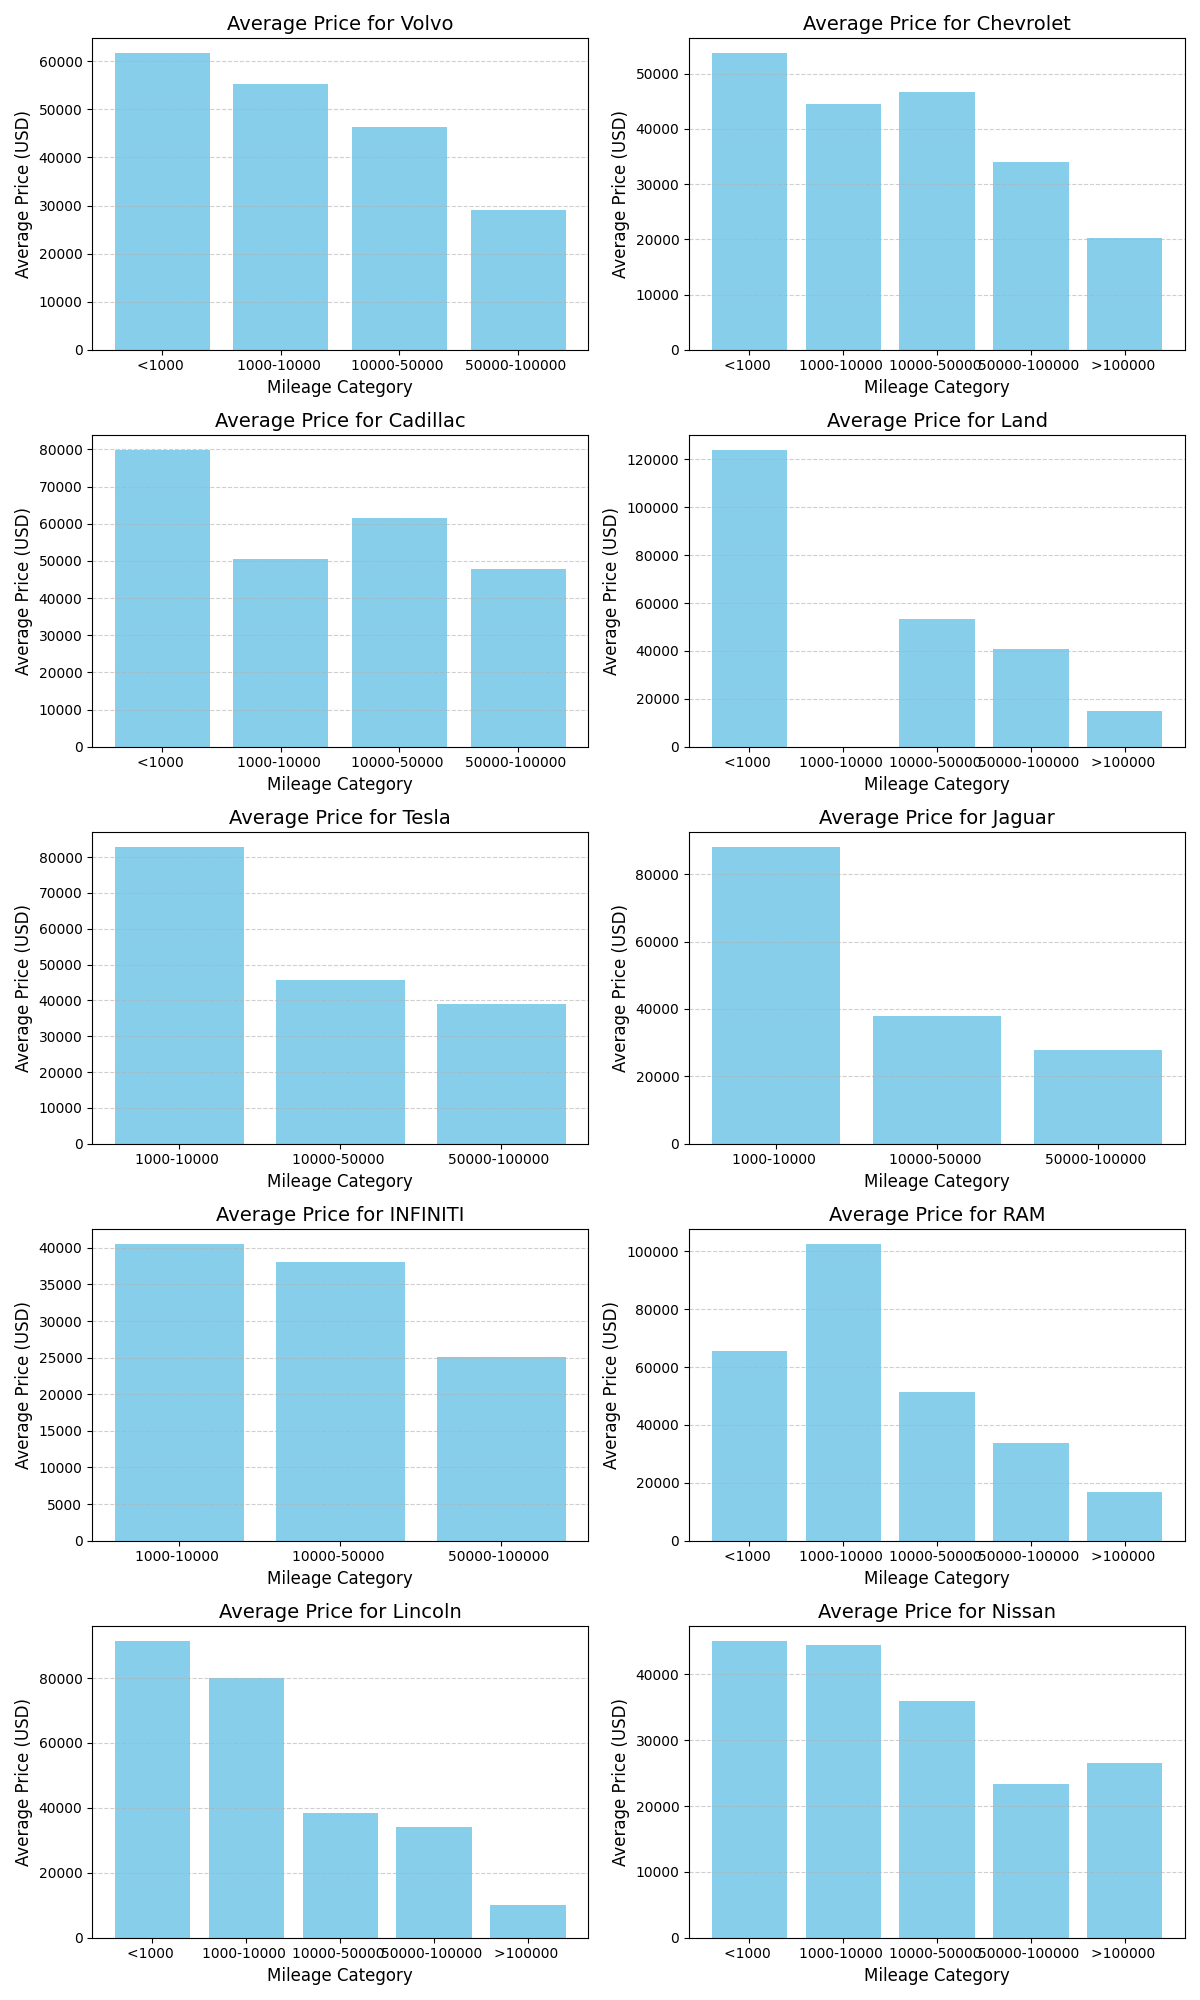 Average Price for Volvo
Average Price (USD)
60000
50000
40000
30000
20000
10000
0
<1000 1000-10000 10000-50000 50000-100000
Mileage Category
Average Price for Chevrolet
Average Price (USD)
50000
40000
30000
20000
10000
0
<1000 1000-10000 10000-50000 50000-100000 >100000
Mileage Category
Average Price for Cadillac
Average Price (USD)
80000
70000
60000
50000
40000
30000
20000
10000
0
<1000 1000-10000 10000-50000 50000-100000
Mileage Category
Average Price for Land
Average Price (USD)
120000
100000
80000
60000
40000
20000
0
<1000 1000-10000 10000-50000 50000-100000 >100000
Mileage Category
Average Price for Tesla
Average Price (USD)
80000
70000
60000
50000
40000
30000
20000
10000
0
1000-10000 10000-50000 50000-100000
Mileage Category
Average Price for Jaguar
Average Price (USD)
80000
60000
40000
20000
0
1000-10000 10000-50000 50000-100000
Mileage Category
Average Price for INFINITI
Average Price (USD)
40000
35000
30000
25000
20000
15000
10000
5000
0
1000-10000 10000-50000 50000-100000
Mileage Category
Average Price for RAM
Average Price (USD)
100000
80000
60000
40000
20000
0
<1000 1000-10000 10000-50000 50000-100000 >100000
Mileage Category
Average Price for Lincoln
Average Price (USD)
80000
60000
40000
20000
0
<1000 1000-10000 10000-50000 50000-100000 >100000
Mileage Category
Average Price for Nissan
Average Price (USD)
40000
30000
20000
10000
0
<1000 1000-10000 10000-50000 50000-100000 >100000
Mileage Category